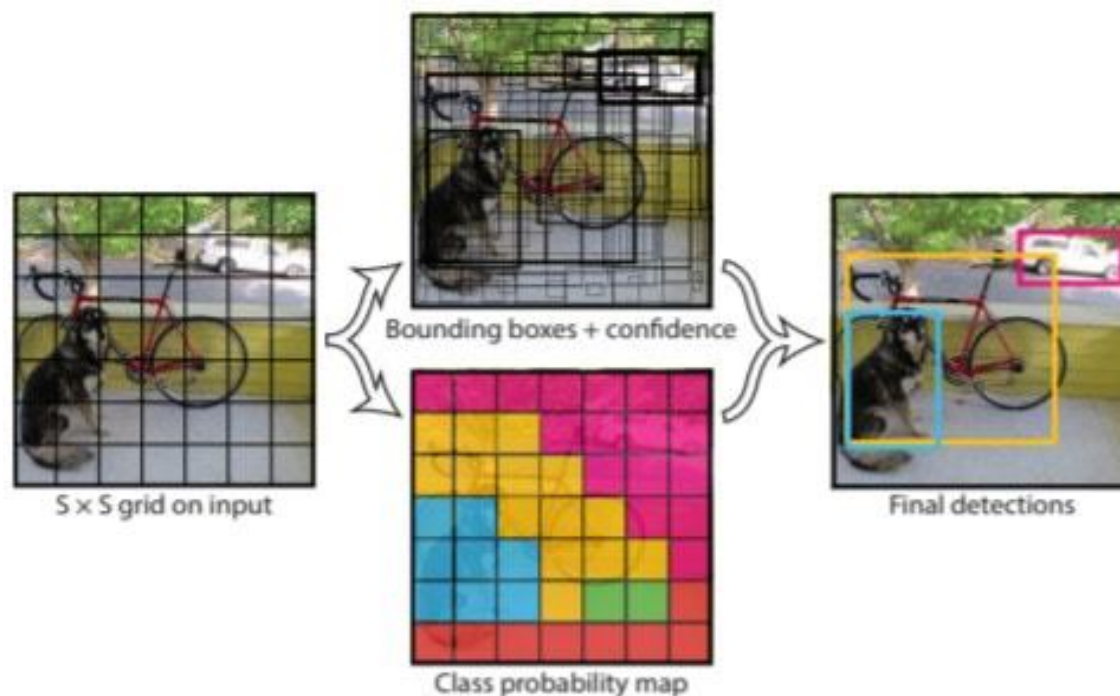 Bounding boxes + confidence
S × S grid on input
Final detections
Class probability map